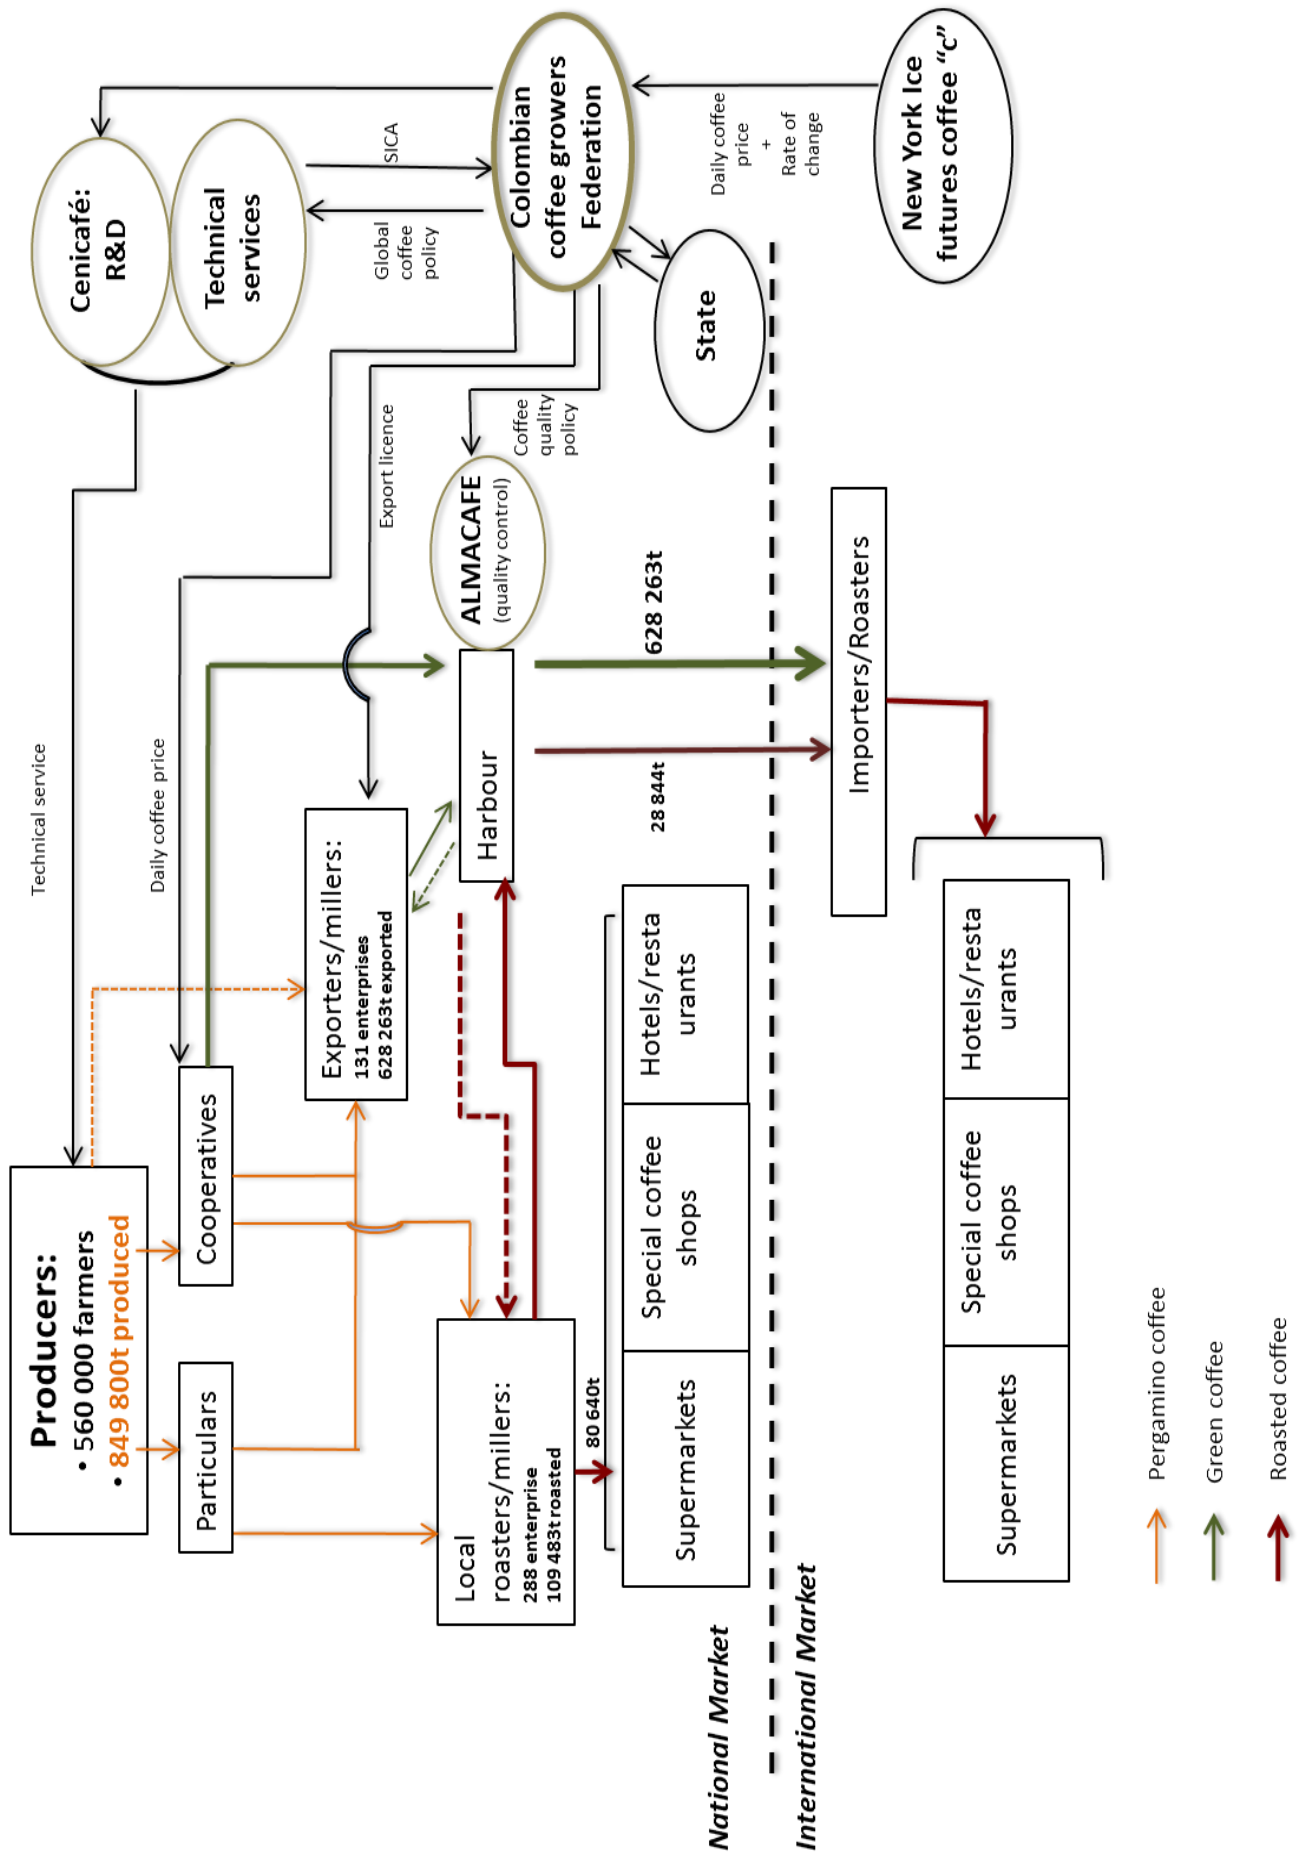 Producers:
• 560 000 farmers
• 849 800t produced
Technical service
Cenicafé:
R&D
Technical
services
Particulars
Cooperatives
Daily coffee price
Exporters/millers:
131 enterprises
628 263t exported
Export licence
Global
coffee
policy
SICA
Local
roasters/millers:
288 enterprise
109 483t roasted
Harbour
ALMACAFE
(quality control)
Coffee
quality
policy
Colombian
coffee growers
Federation
80 640t
28 844t
628 263t
State
Daily coffee
price
+
Rate of
change
Supermarkets
Special coffee
shops
Hotels/resta
urants
National Market
International Market
Importers/Roasters
New York Ice
futures coffee “c”
Supermarkets
Special coffee
shops
Hotels/resta
urants
Pergamino coffee
Green coffee
Roasted coffee